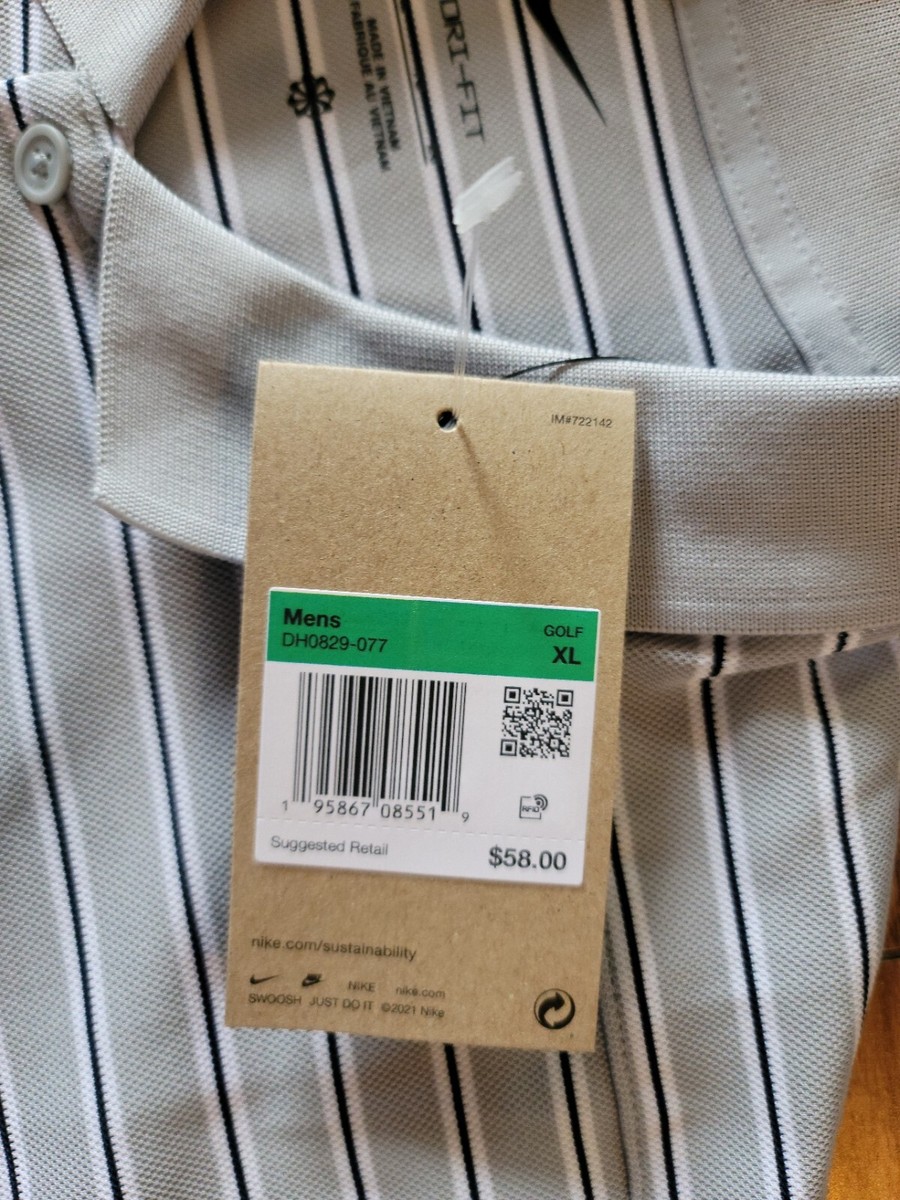 DRI-FIT
MADE IN VIETNAM
FABRIQUÉ AU VIETNAM
IM#722142
Mens
GOLF
DH0829-077
XL
1 95867 08551 9
RFID
Suggested Retail
$58.00
nike.com/sustainability
NIKE nike.com
SWOOSH JUST DO IT ©2021 Nike